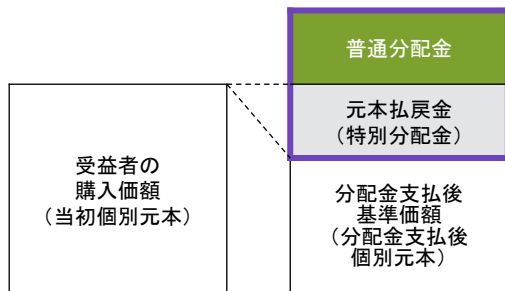 普通分配金
元本払戻金
（特別分配金）
受益者の
購入価額
（当初個別元本）
分配金支払後
基準価額
（分配金支払後
個別元本）